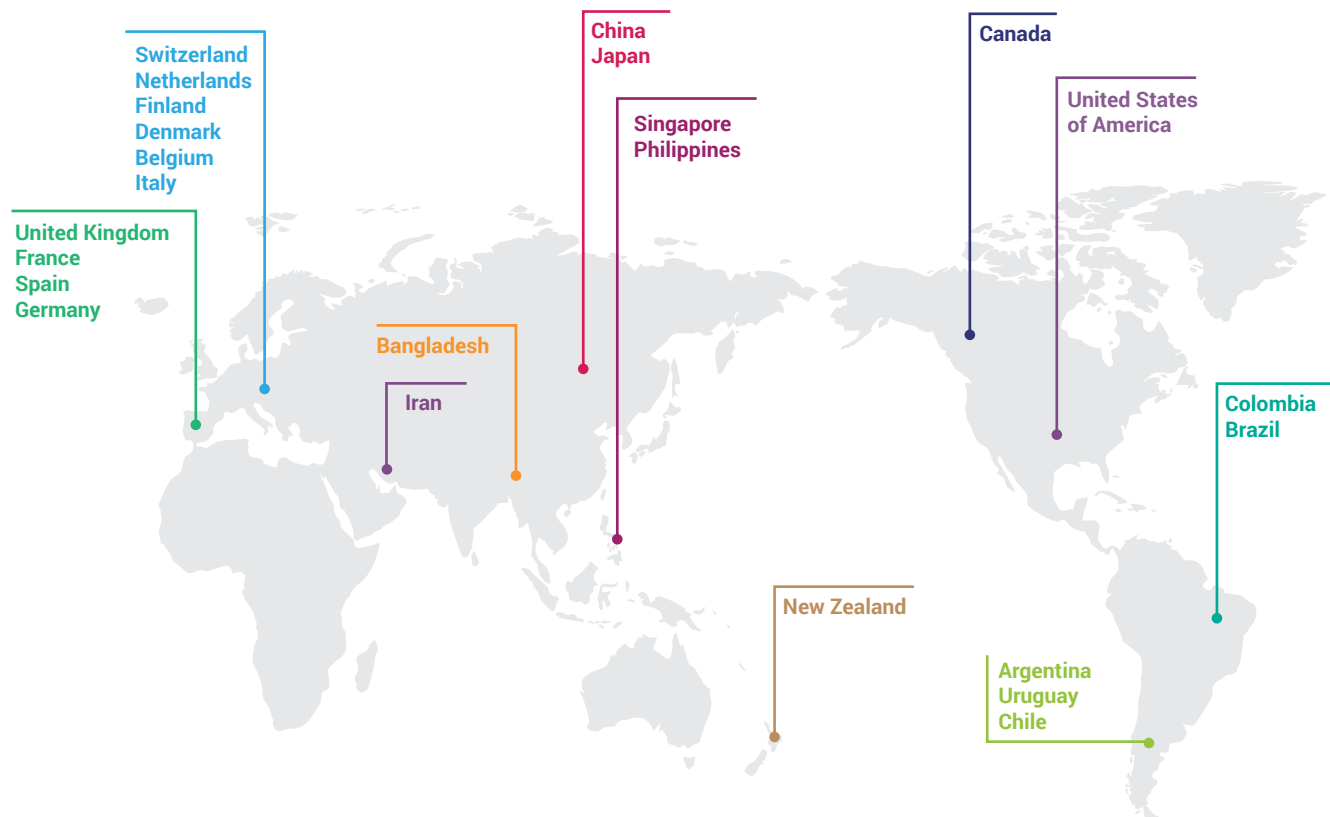 Switzerland
Netherlands
Finland
Denmark
Belgium
Italy
China
Japan
Canada
United States
of America
Singapore
Philippines
United Kingdom
France
Spain
Germany
Bangladesh
Iran
Colombia
Brazil
New Zealand
Argentina
Uruguay
Chile